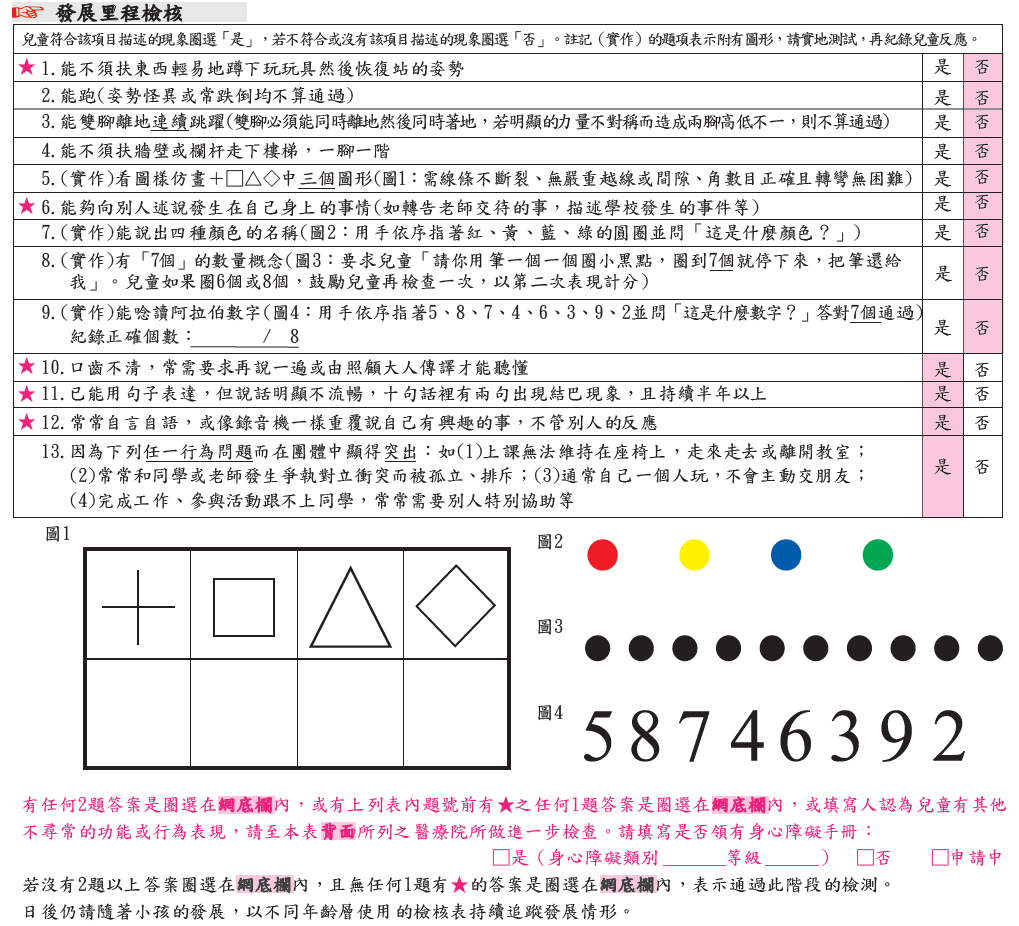 ☞ 發展里程檢核
兒童符合該項目描述的現象圈選「是」，若不符合或沒有該項目描述的現象圈選「否」。註記（實作）的題項表示附有圖形，請實地測試，再紀錄兒童反應。
★ 1.能不須扶東西輕易地蹲下玩玩具然後恢復站的姿勢 是 否
2.能跑(姿勢怪異或常跌倒均不算通過) 是 否
3.能雙腳離地連續跳躍(雙腳必須能同時離地然後同時著地，若明顯的力量不對稱而造成兩腳高低不一，則不算通過) 是 否
4.能不須扶牆壁或欄杆走下樓梯，一腳一階 是 否
5.(實作)看圖樣仿畫＋□△◇中三個圖形(圖1：需線條不斷裂、無嚴重越線或間隙、角數目正確且轉彎無困難) 是 否
★ 6.能夠向別人述說發生在自己身上的事情(如轉告老師交待的事，描述學校發生的事件等) 是 否
7.(實作)能說出四種顏色的名稱(圖2：用手依序指著紅、黃、藍、綠的圓圈並問「這是什麼顏色？」) 是 否
8.(實作)有「7個」的數量概念(圖3：要求兒童「請你用筆一個一個圈小黑點，圈到7個就停下來，把筆還給
我」。兒童如果圈6個或8個，鼓勵兒童再檢查一次，以第二次表現計分) 是 否
9.(實作)能唸讀阿拉伯數字(圖4：用手依序指著5、8、7、4、6、3、9、2並問「這是什麼數字？」答對7個通過)
紀錄正確個數：________ / 8 是 否
★ 10.口齒不清，常需要求再說一遍或由照顧大人傳譯才能聽懂 是 否
★ 11.已能用句子表達，但說話明顯不流暢，十句話裡有兩句出現結巴現象，且持續半年以上 是 否
★ 12.常常自言自語，或像錄音機一樣重覆說自己有興趣的事，不管別人的反應 是 否
13.因為下列任一行為問題而在團體中顯得突出：如(1)上課無法維持在座椅上，走來走去或離開教室；
(2)常常和同學或老師發生爭執對立衝突而被孤立、排斥；(3)通常自己一個人玩，不會主動交朋友； 是 否
(4)完成工作、參與活動跟不上同學，常常需要別人特別協助等
圖1
圖2
圖3
圖4 5 8 7 4 6 3 9 2
有任何2題答案是圈選在網底欄內，或有上列表內題號前有★之任何1題答案是圈選在網底欄內，或填寫人認為兒童有其他
不尋常的功能或行為表現，請至本表背面所列之醫療院所做進一步檢查。請填寫是否領有身心障礙手冊：
□是（身心障礙類別______等級_____） □否 □申請中
若沒有2題以上答案圈選在網底欄內，且無任何1題有★的答案是圈選在網底欄內，表示通過此階段的檢測。
日後仍請隨著小孩的發展，以不同年齡層使用的檢核表持續追蹤發展情形。